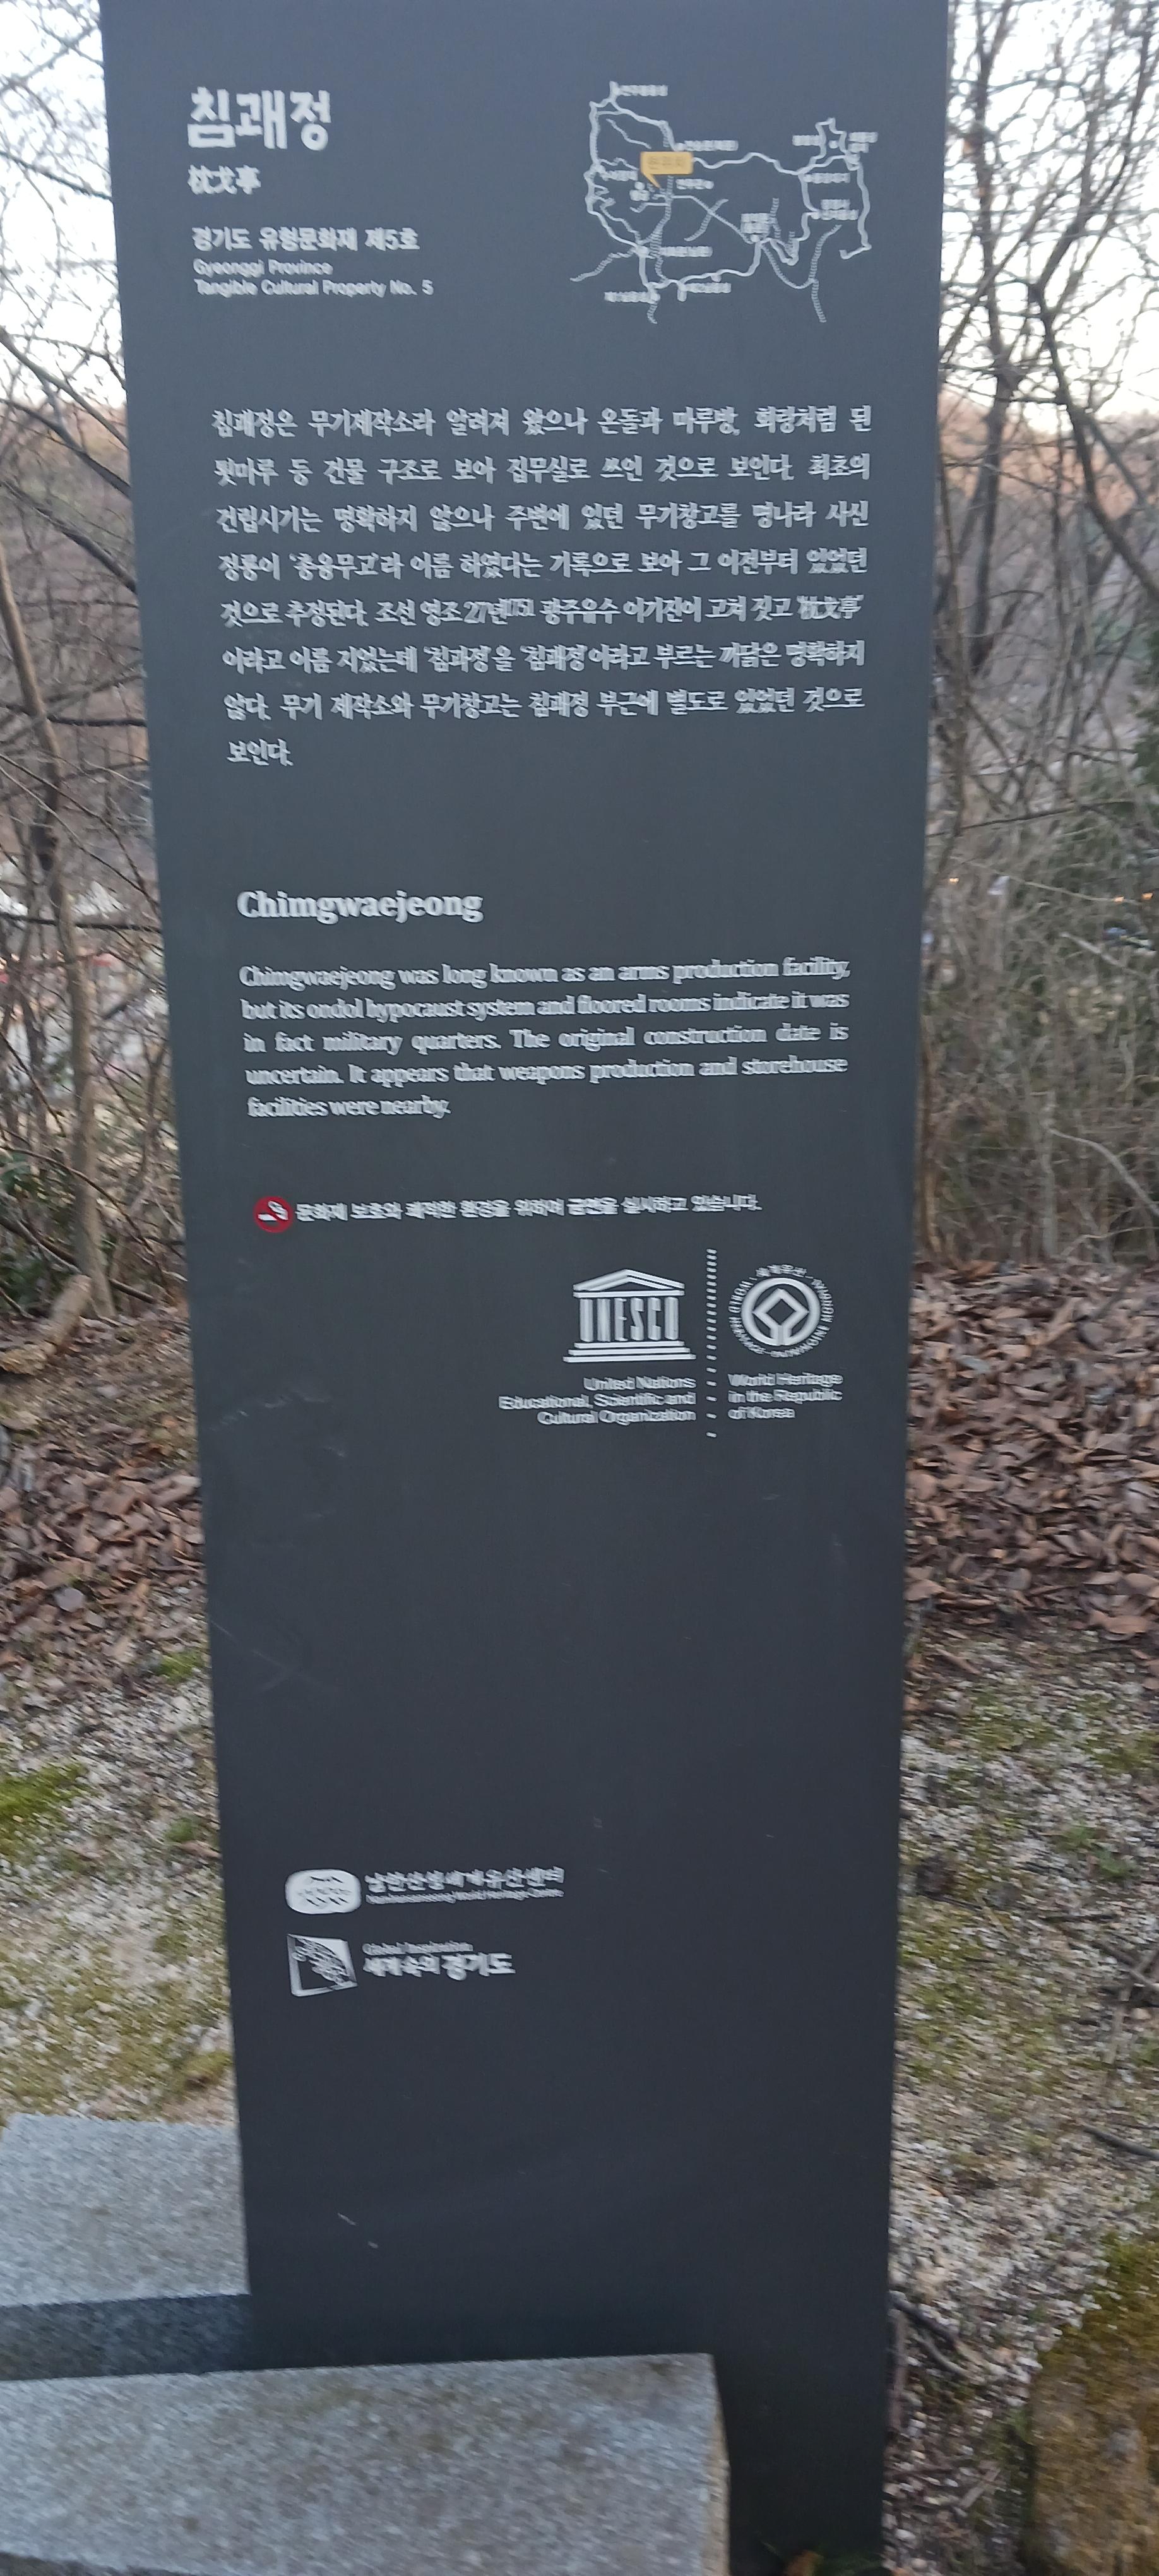 침괘정
枕戈亭
경기도 유형문화재 제5호
Gyeonggi Province
Tangible Cultural Property No. 5
침괘정은 무기제작소라 알려져 왔으나 온돌과 마루방, 회랑처럼 된
툇마루 등 건물 구조로 보아 집무실로 쓰인 것으로 보인다. 최초의
건립시기는 명확하지 않으나 주변에 있던 무기창고를 명나라 사신
정룡이 ‘총융무고’라 이름 하였다는 기록으로 보아 그 이전부터 있었던
것으로 추정된다. 조선 영조 27년1751 광주유수 이기진이 고쳐 짓고 ‘枕戈亭’
이라고 이름 지었는데 ‘침과정’을 ‘침괘정’이라고 부르는 까닭은 명확하지
않다. 무기 제작소와 무기창고는 침괘정 부근에 별도로 있었던 것으로
보인다.
Chimgwaejeong
Chimgwaejeong was long known as an arms production facility,
but its ondol hypocaust system and floored rooms indicate it was
in fact military quarters. The original construction date is
uncertain. It appears that weapons production and storehouse
facilities were nearby.
문화재 보호와 쾌적한 환경을 위하여 금연을 실시하고 있습니다.
UNESCO
United Nations
Educational, Scientific and
Cultural Organization
World Heritage
in the Republic
of Korea
남한산성세계유산센터
Namhansanseong World Heritage Center
Global Inspiration
세계속의 경기도